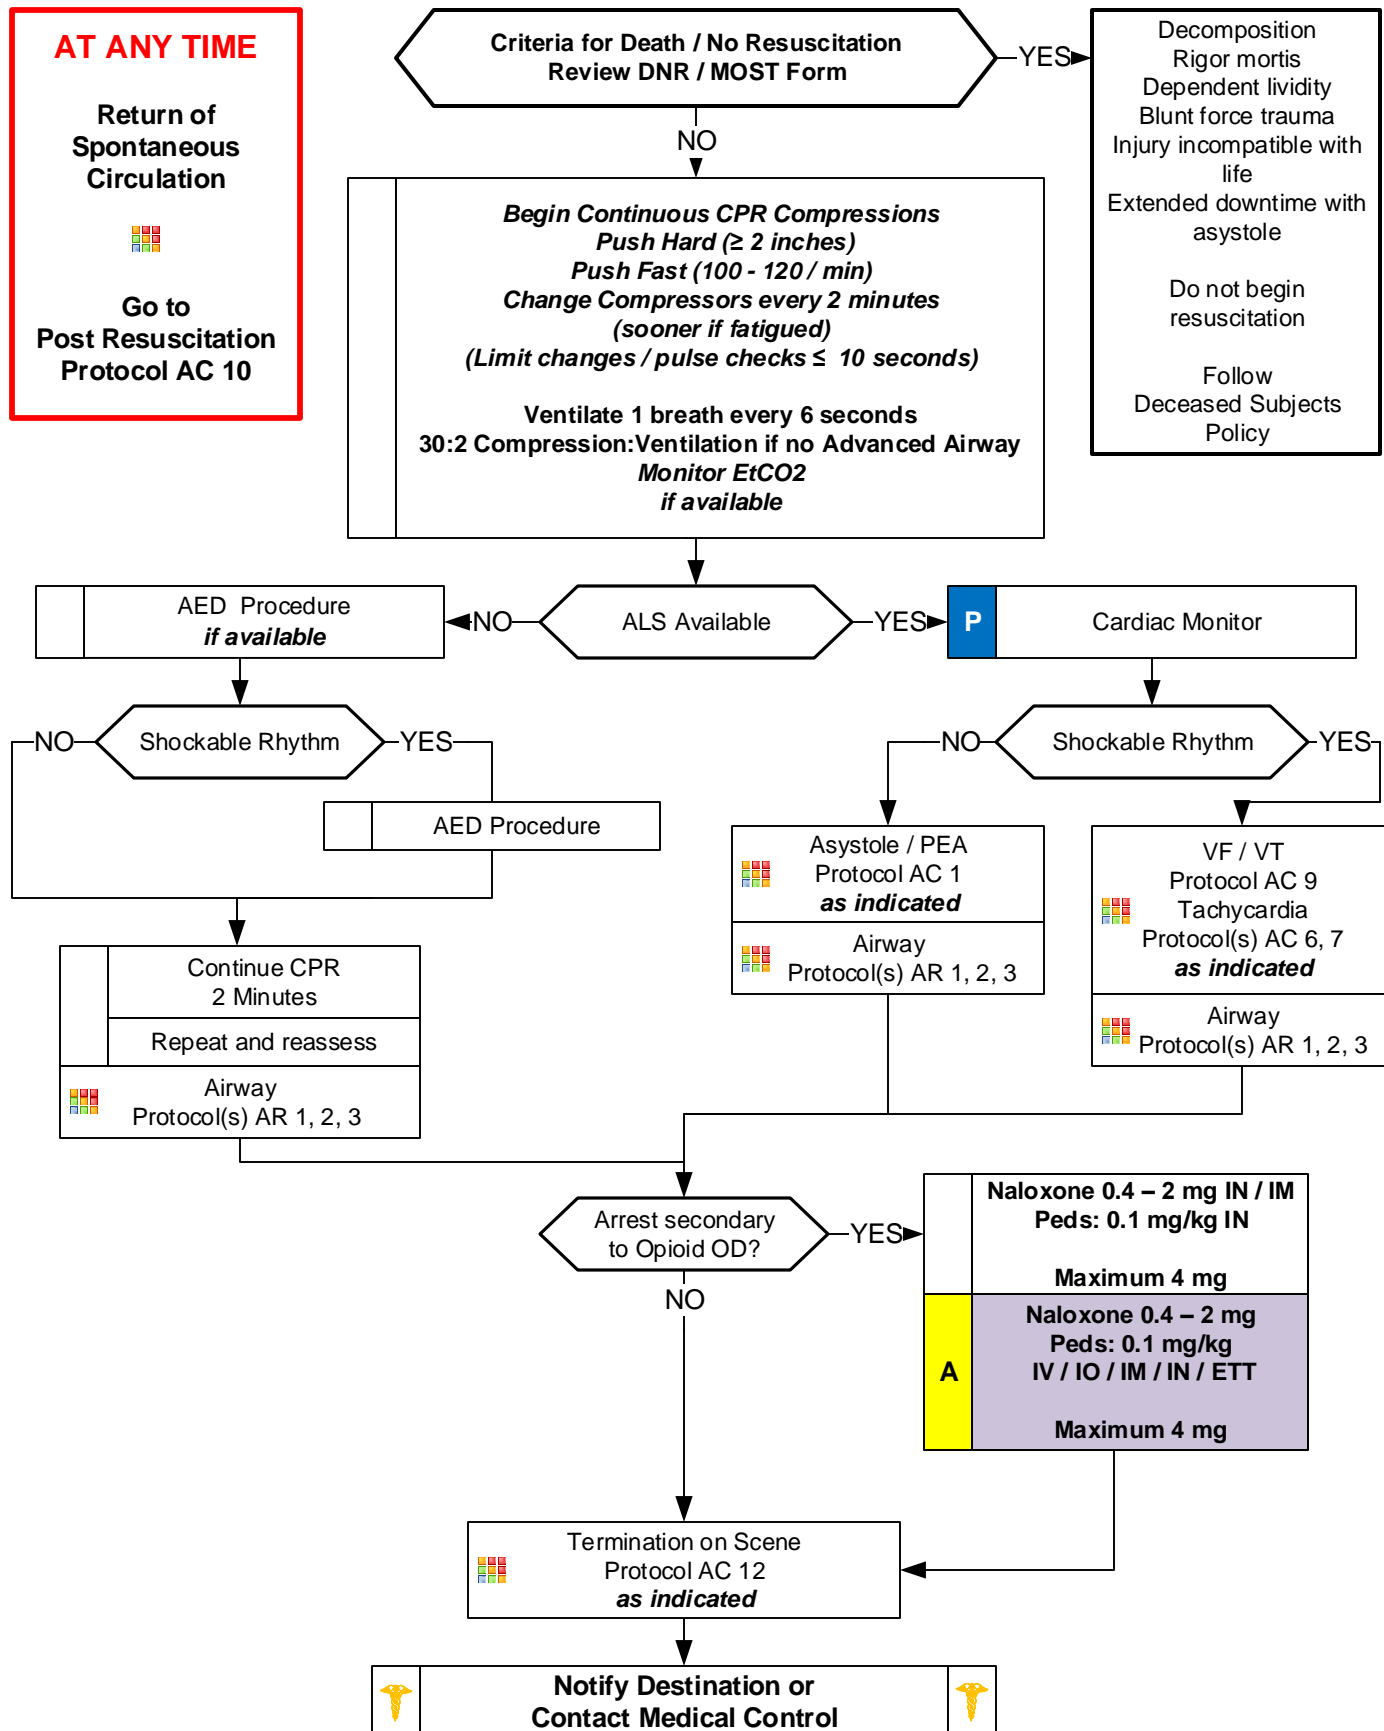 AT ANY TIME
Return of
Spontaneous
Circulation
Go to
Post Resuscitation
Protocol AC 10
Criteria for Death / No Resuscitation
Review DNR / MOST Form
YES
Decomposition
Rigor mortis
Dependent lividity
Blunt force trauma
Injury incompatible with
life
Extended downtime with
asystole
Do not begin
resuscitation
Follow
Deceased Subjects
Policy
NO
Begin Continuous CPR Compressions
Push Hard (≥ 2 inches)
Push Fast (100 - 120 / min)
Change Compressors every 2 minutes
(sooner if fatigued)
(Limit changes / pulse checks ≤ 10 seconds)
Ventilate 1 breath every 6 seconds
30:2 Compression:Ventilation if no Advanced Airway
Monitor EtCO2
if available
AED Procedure
if available
NO
ALS Available
YES
P
Cardiac Monitor
NO
Shockable Rhythm
YES
NO
Shockable Rhythm
YES
AED Procedure
Asystole / PEA
Protocol AC 1
as indicated
Airway
Protocol(s) AR 1, 2, 3
VF / VT
Protocol AC 9
Tachycardia
Protocol(s) AC 6, 7
as indicated
Airway
Protocol(s) AR 1, 2, 3
Continue CPR
2 Minutes
Repeat and reassess
Airway
Protocol(s) AR 1, 2, 3
Arrest secondary
to Opioid OD?
YES
Naloxone 0.4 – 2 mg IN / IM
Peds: 0.1 mg/kg IN
Maximum 4 mg
A
Naloxone 0.4 – 2 mg
Peds: 0.1 mg/kg
IV / IO / IM / IN / ETT
Maximum 4 mg
NO
Termination on Scene
Protocol AC 12
as indicated
Notify Destination or
Contact Medical Control